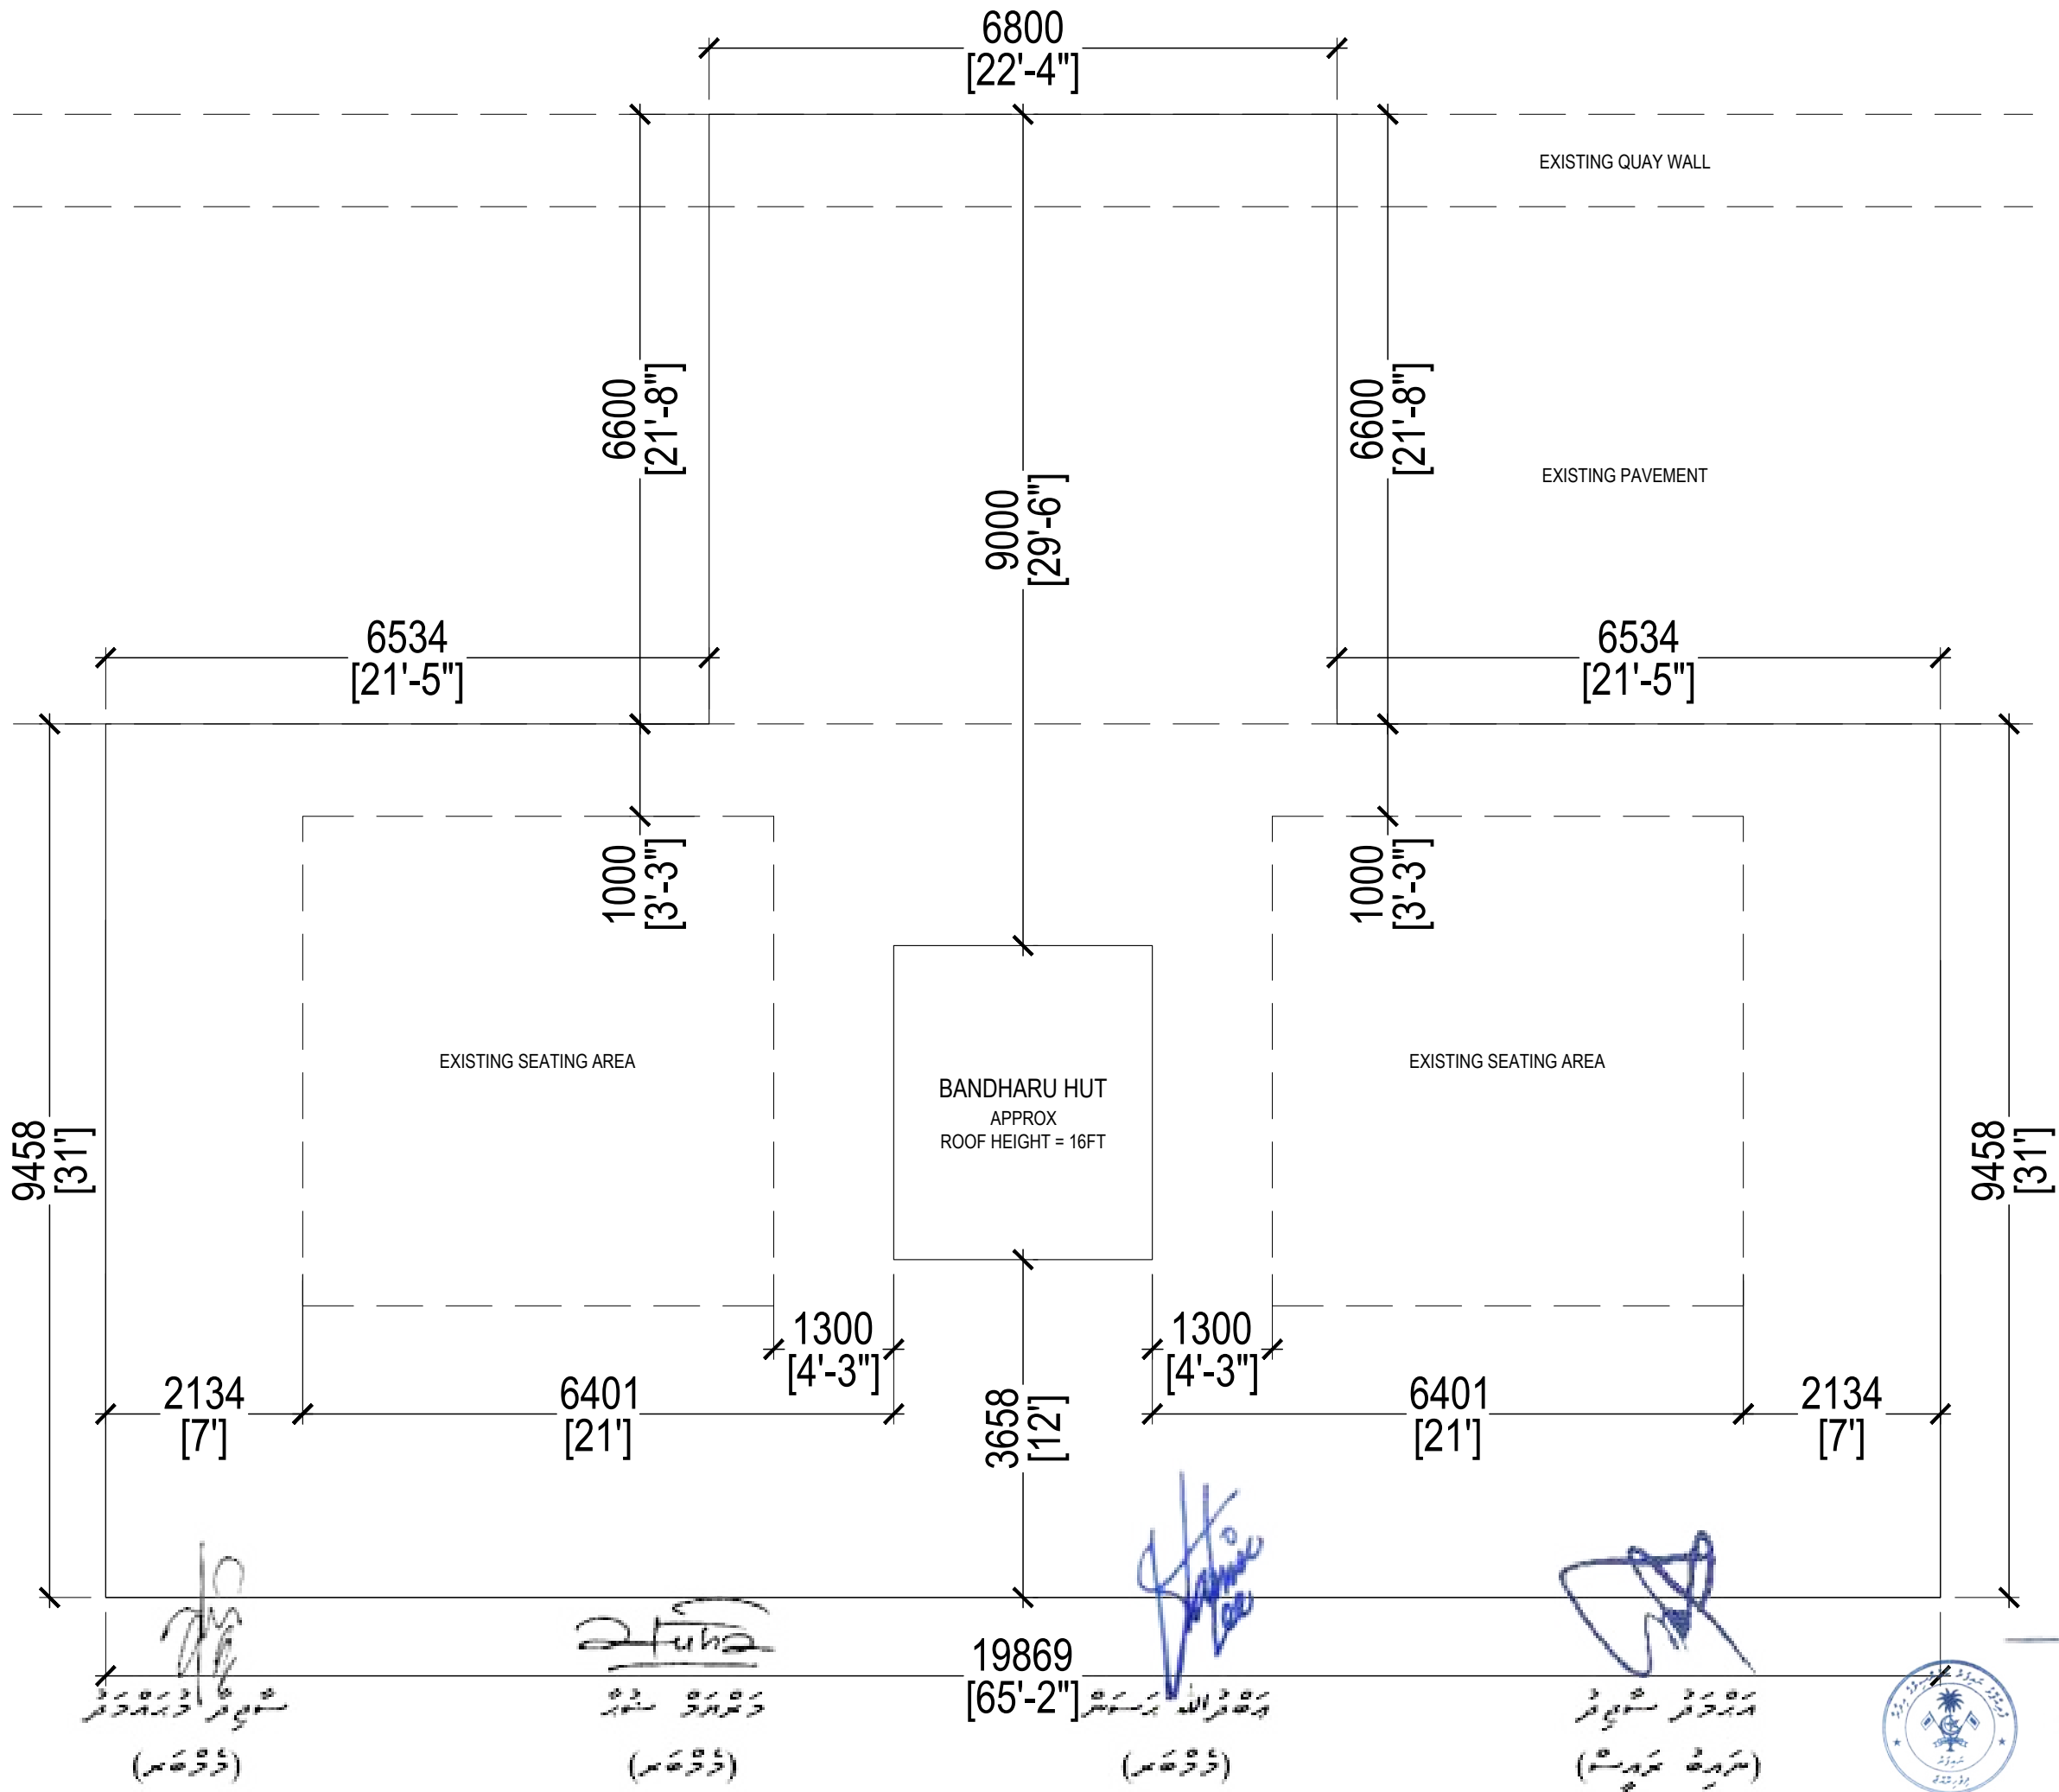 6800
[22'-4"]
EXISTING QUAY WALL
6600
[21'-8"]
9000
[29'-6"]
6600
[21'-8"]
EXISTING PAVEMENT
6534
[21'-5"]
6534
[21'-5"]
1000
[3'-3"]
1000
[3'-3"]
EXISTING SEATING AREA
BANDHARU HUT
APPROX
ROOF HEIGHT = 16FT
EXISTING SEATING AREA
9458
[31']
9458
[31']
1300
[4'-3"]
1300
[4'-3"]
2134
[7']
6401
[21']
3658
[12']
6401
[21']
2134
[7']
19869
[65'-2"]
ސާޖިދާ މުޙައްމަދު
މަރްޔަމް ޝުހާ
ޢަބްދުﷲ ޙަސަން
އަޙްމަދު ސާޖިދު
(މެމްބަރ)
(މެމްބަރ)
(މެމްބަރ)
(ނައިބު ރައީސް)